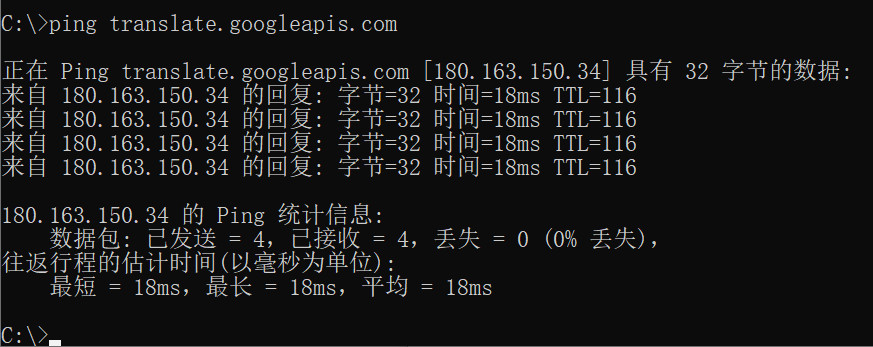 C:\>ping translate.googleapis.com
正在 Ping translate.googleapis.com [180.163.150.34] 具有 32 字节的数据:
来自 180.163.150.34 的回复: 字节=32 时间=18ms TTL=116
来自 180.163.150.34 的回复: 字节=32 时间=18ms TTL=116
来自 180.163.150.34 的回复: 字节=32 时间=18ms TTL=116
来自 180.163.150.34 的回复: 字节=32 时间=18ms TTL=116
180.163.150.34 的 Ping 统计信息:
    数据包: 已发送 = 4，已接收 = 4，丢失 = 0 (0% 丢失)，
往返行程的估计时间(以毫秒为单位):
    最短 = 18ms，最长 = 18ms，平均 = 18ms
C:\>